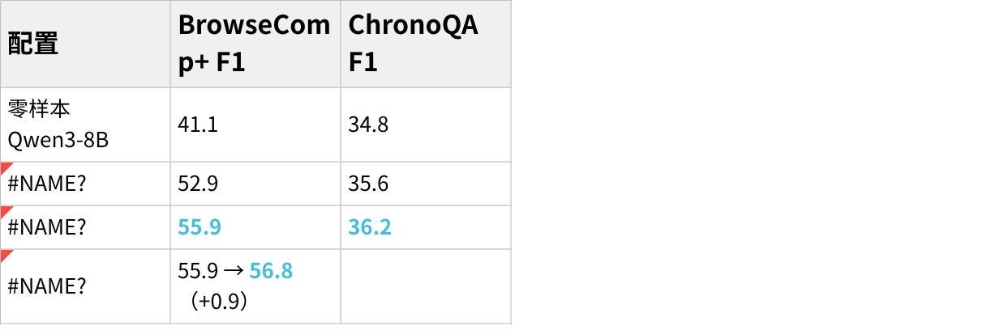 配置
BrowseCom
p+ F1
ChronoQA
F1
零样本
Qwen3-8B
41.1
34.8
#NAME?
52.9
35.6
#NAME?
55.9
36.2
#NAME?
55.9 → 56.8
（+0.9）